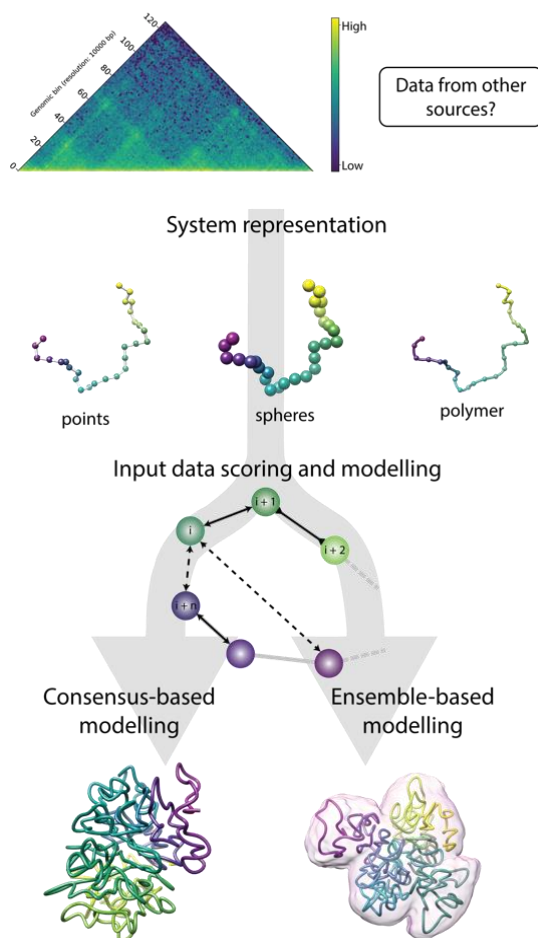 120
100
80
60
40
20
0
Genomic bin (resolution: 10000 bp)
High
Low
Data from other
sources?
System representation
points
spheres
polymer
Input data scoring and modelling
i + 1
i
i + 2
i + n
Consensus-based
modelling
Ensemble-based
modelling